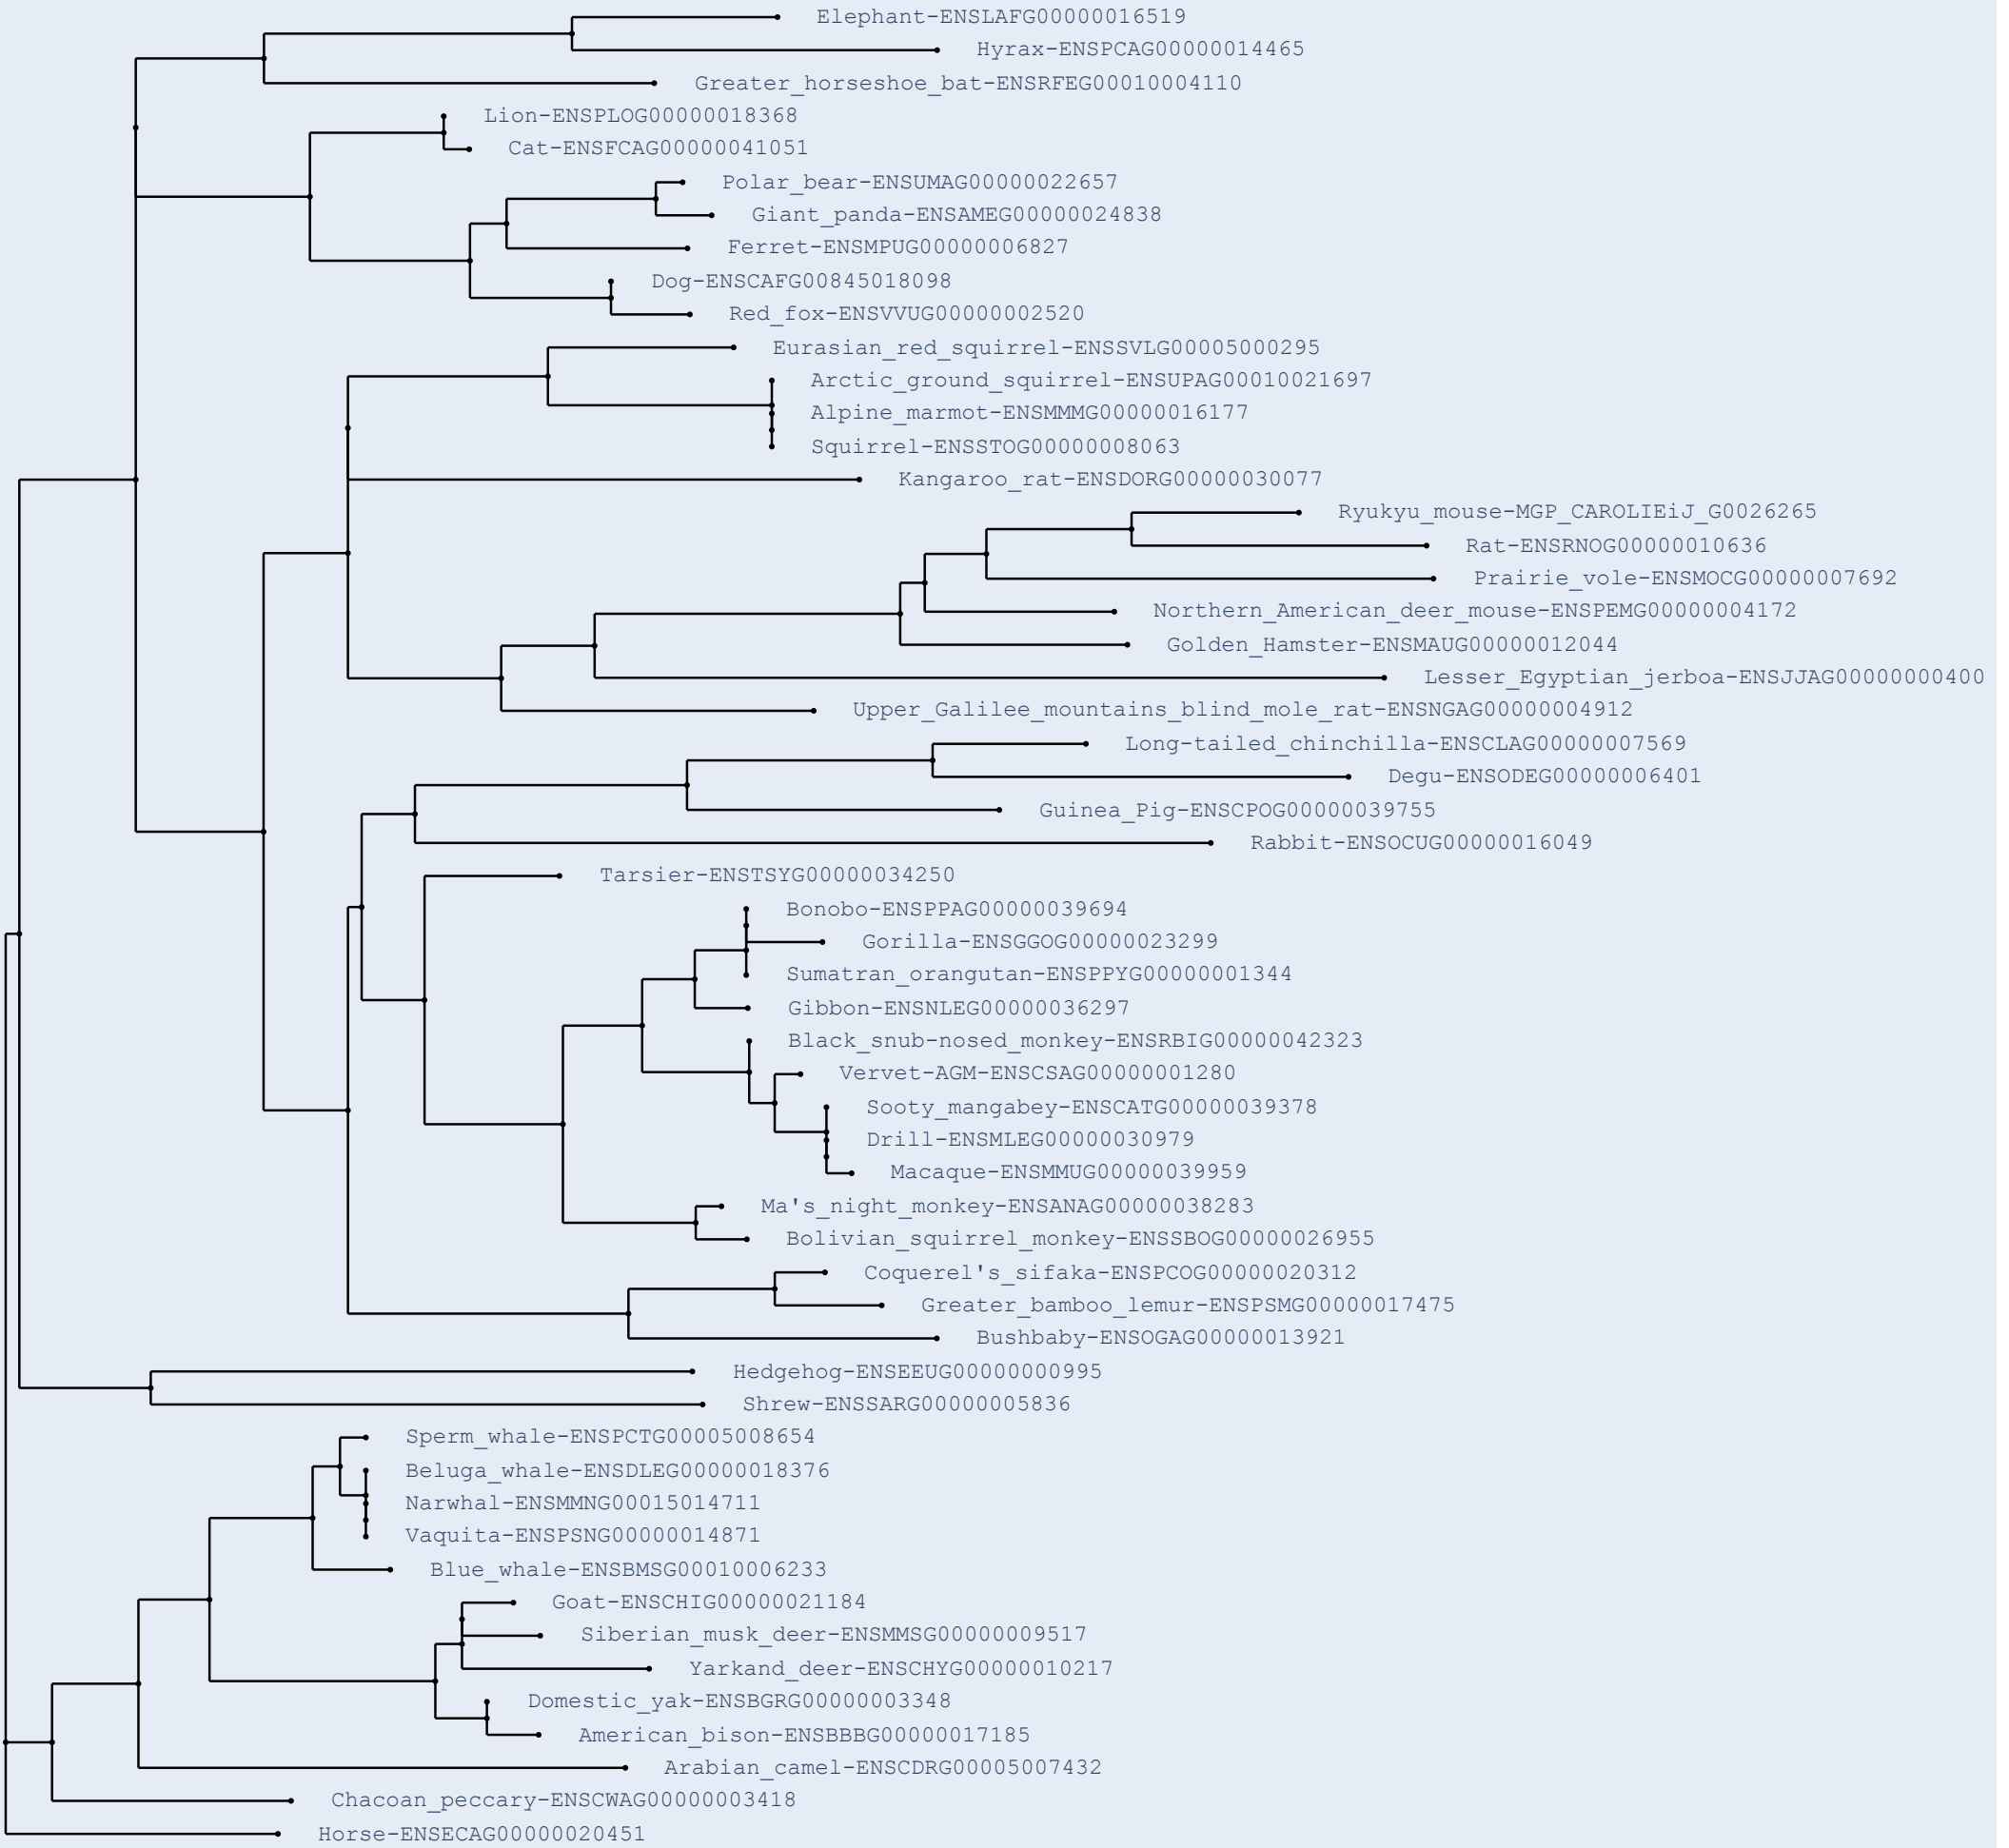 Elephant-ENSLAFG00000016519
Hyrax-ENSPCAG00000014465
Greater_horseshoe_bat-ENSRFEG00010004110
Lion-ENSPLOG00000018368
Cat-ENSFCAG00000041051
Polar_bear-ENSUMAG00000022657
Giant_panda-ENSAMEG00000024838
Ferret-ENSMPUG00000006827
Dog-ENSCAFG00845018098
Red_fox-ENSVVUG00000002520
Eurasian_red_squirrel-ENSSVLG00005000295
Arctic_ground_squirrel-ENSUPAG00010021697
Alpine_marmot-ENSMMMG00000016177
Squirrel-ENSSTOG00000008063
Kangaroo_rat-ENSDORG00000030077
Ryukyu_mouse-MGP_CAROLIEiJ_G0026265
Rat-ENSRNOG00000010636
Prairie_vole-ENSMOCG00000007692
Northern_American_deer_mouse-ENSPEMG00000004172
Golden_Hamster-ENSMAUG00000012044
Lesser_Egyptian_jerboa-ENSJJAG00000000400
Upper_Galilee_mountains_blind_mole_rat-ENSNGAG00000004912
Long-tailed_chinchilla-ENSCLAG00000007569
Degu-ENSODEG00000006401
Guinea_Pig-ENSCPOG00000039755
Rabbit-ENSOCUG00000016049
Tarsier-ENSTSYG00000034250
Bonobo-ENSPPAG00000039694
Gorilla-ENSGGOG00000023299
Sumatran_orangutan-ENSPPYG00000001344
Gibbon-ENSNLEG00000036297
Black_snub-nosed_monkey-ENSRBIG00000042323
Vervet-AGM-ENSCSAG00000001280
Sooty_mangabey-ENSCATG00000039378
Drill-ENSMLEG00000030979
Macaque-ENSMMUG00000039959
Ma's_night_monkey-ENSANAG00000038283
Bolivian_squirrel_monkey-ENSSBOG00000026955
Coquerel's_sifaka-ENSPCOG00000020312
Greater_bamboo_lemur-ENSPSMG00000017475
Bushbaby-ENSOGAG00000013921
Hedgehog-ENSEEUG00000000995
Shrew-ENSSARG00000005836
Sperm_whale-ENSPCTG00005008654
Beluga_whale-ENSDLEG00000018376
Narwhal-ENSMMNG00015014711
Vaquita-ENSPSNG00000014871
Blue_whale-ENSBMSG00010006233
Goat-ENSCHIG00000021184
Siberian_musk_deer-ENSMMSG00000009517
Yarkand_deer-ENSCHYG00000010217
Domestic_yak-ENSBGRG00000003348
American_bison-ENSBBBG00000017185
Arabian_camel-ENSCDRG00005007432
Chacoan_peccary-ENSCWAG00000003418
Horse-ENSECAG00000020451